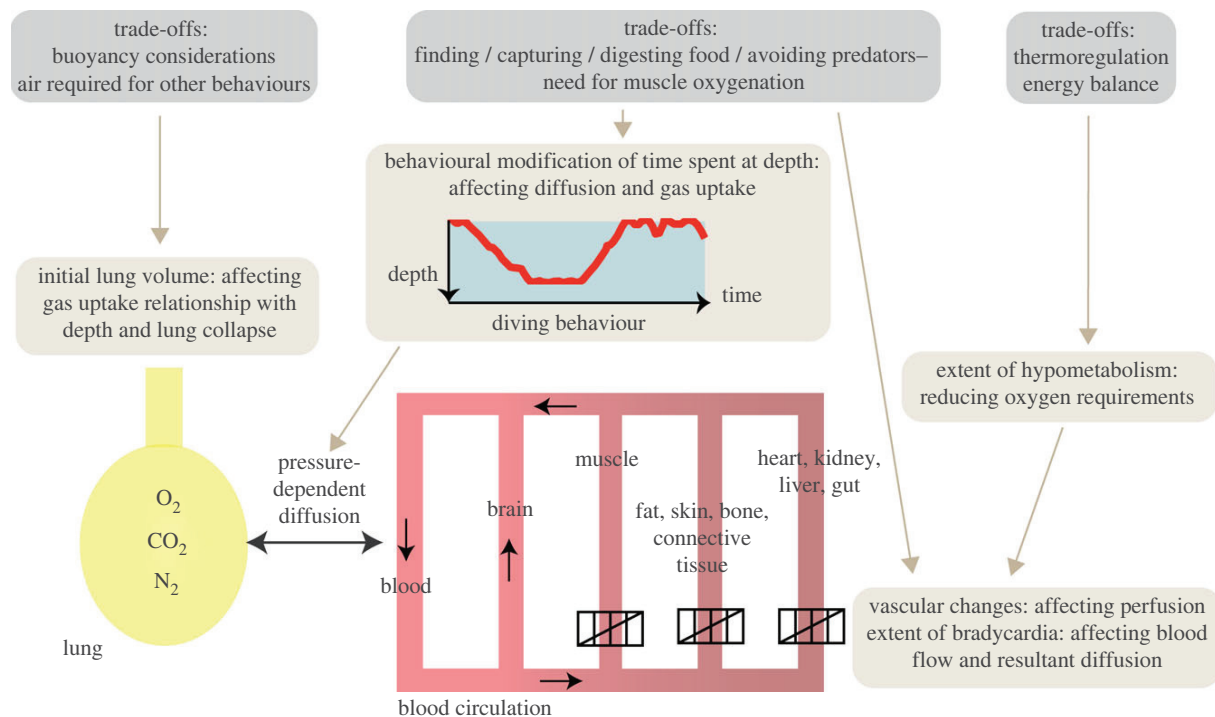 trade-offs:
buoyancy considerations
air required for other behaviours
trade-offs:
finding / capturing / digesting food / avoiding predators–
need for muscle oxygenation
trade-offs:
thermoregulation
energy balance
behavioural modification of time spent at depth:
affecting diffusion and gas uptake
depth
time
diving behaviour
initial lung volume: affecting
gas uptake relationship with
depth and lung collapse
extent of hypometabolism:
reducing oxygen requirements
pressure-
dependent
diffusion
O₂
CO₂
N₂
lung
blood
brain
muscle
fat, skin, bone,
connective
tissue
heart, kidney,
liver, gut
vascular changes: affecting perfusion
extent of bradycardia: affecting blood
flow and resultant diffusion
blood circulation